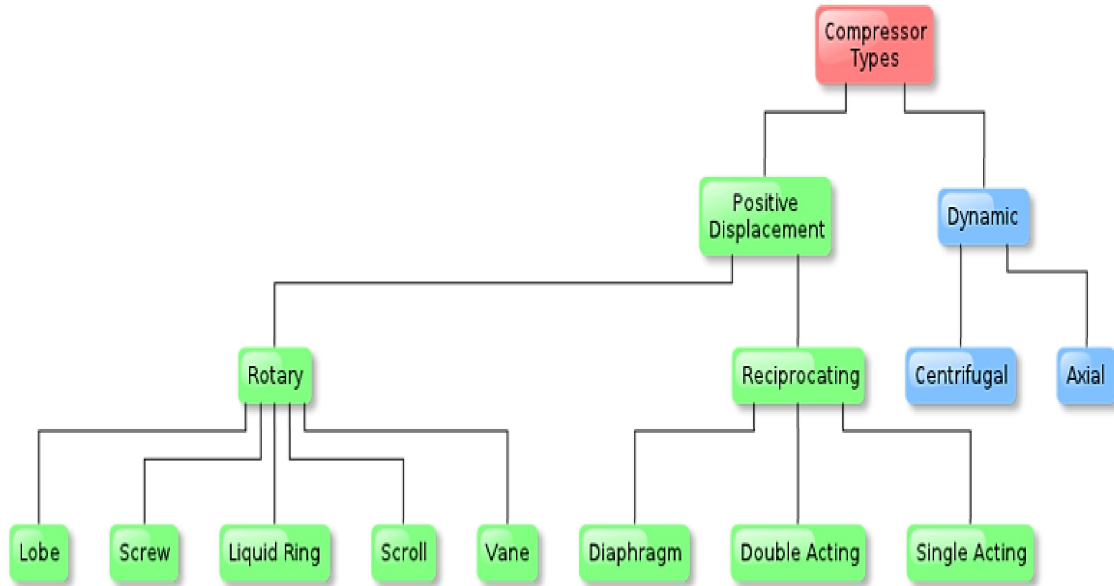 Compressor
Types
Positive
Displacement
Dynamic
Rotary
Reciprocating
Centrifugal
Axial
Lobe
Screw
Liquid Ring
Scroll
Vane
Diaphragm
Double Acting
Single Acting